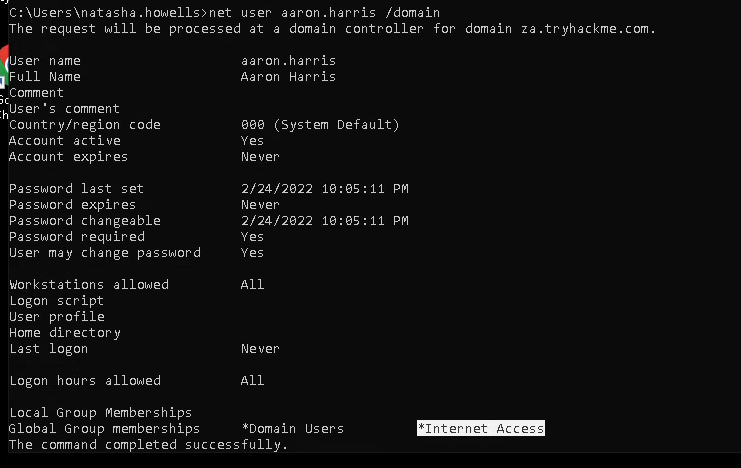 C:\Users\natasha.howells>net user aaron.harris /domain
The request will be processed at a domain controller for domain za.tryhackme.com.
User name aaron.harris
Full Name Aaron Harris
Comment
User's comment
Country/region code 000 (System Default)
Account active Yes
Account expires Never
Password last set 2/24/2022 10:05:11 PM
Password expires Never
Password changeable 2/24/2022 10:05:11 PM
Password required Yes
User may change password Yes
Workstations allowed All
Logon script
User profile
Home directory
Last logon Never
Logon hours allowed All
Local Group Memberships
Global Group memberships *Domain Users *Internet Access
The command completed successfully.